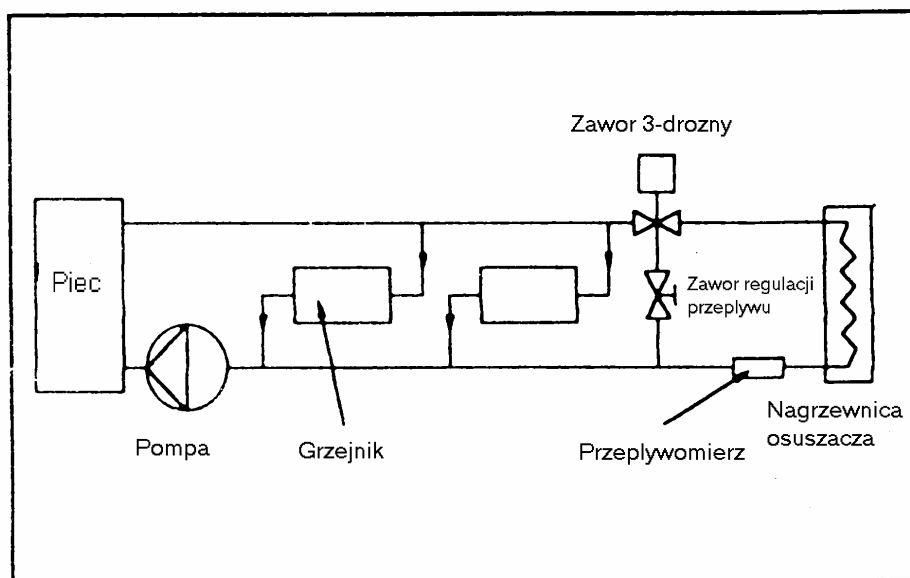 Zawor 3-drozny
Piec
Zawor regulacji
przeplywu
Pompa
Grzejnik
Przeplywomierz
Nagrzewnica
osuszacza